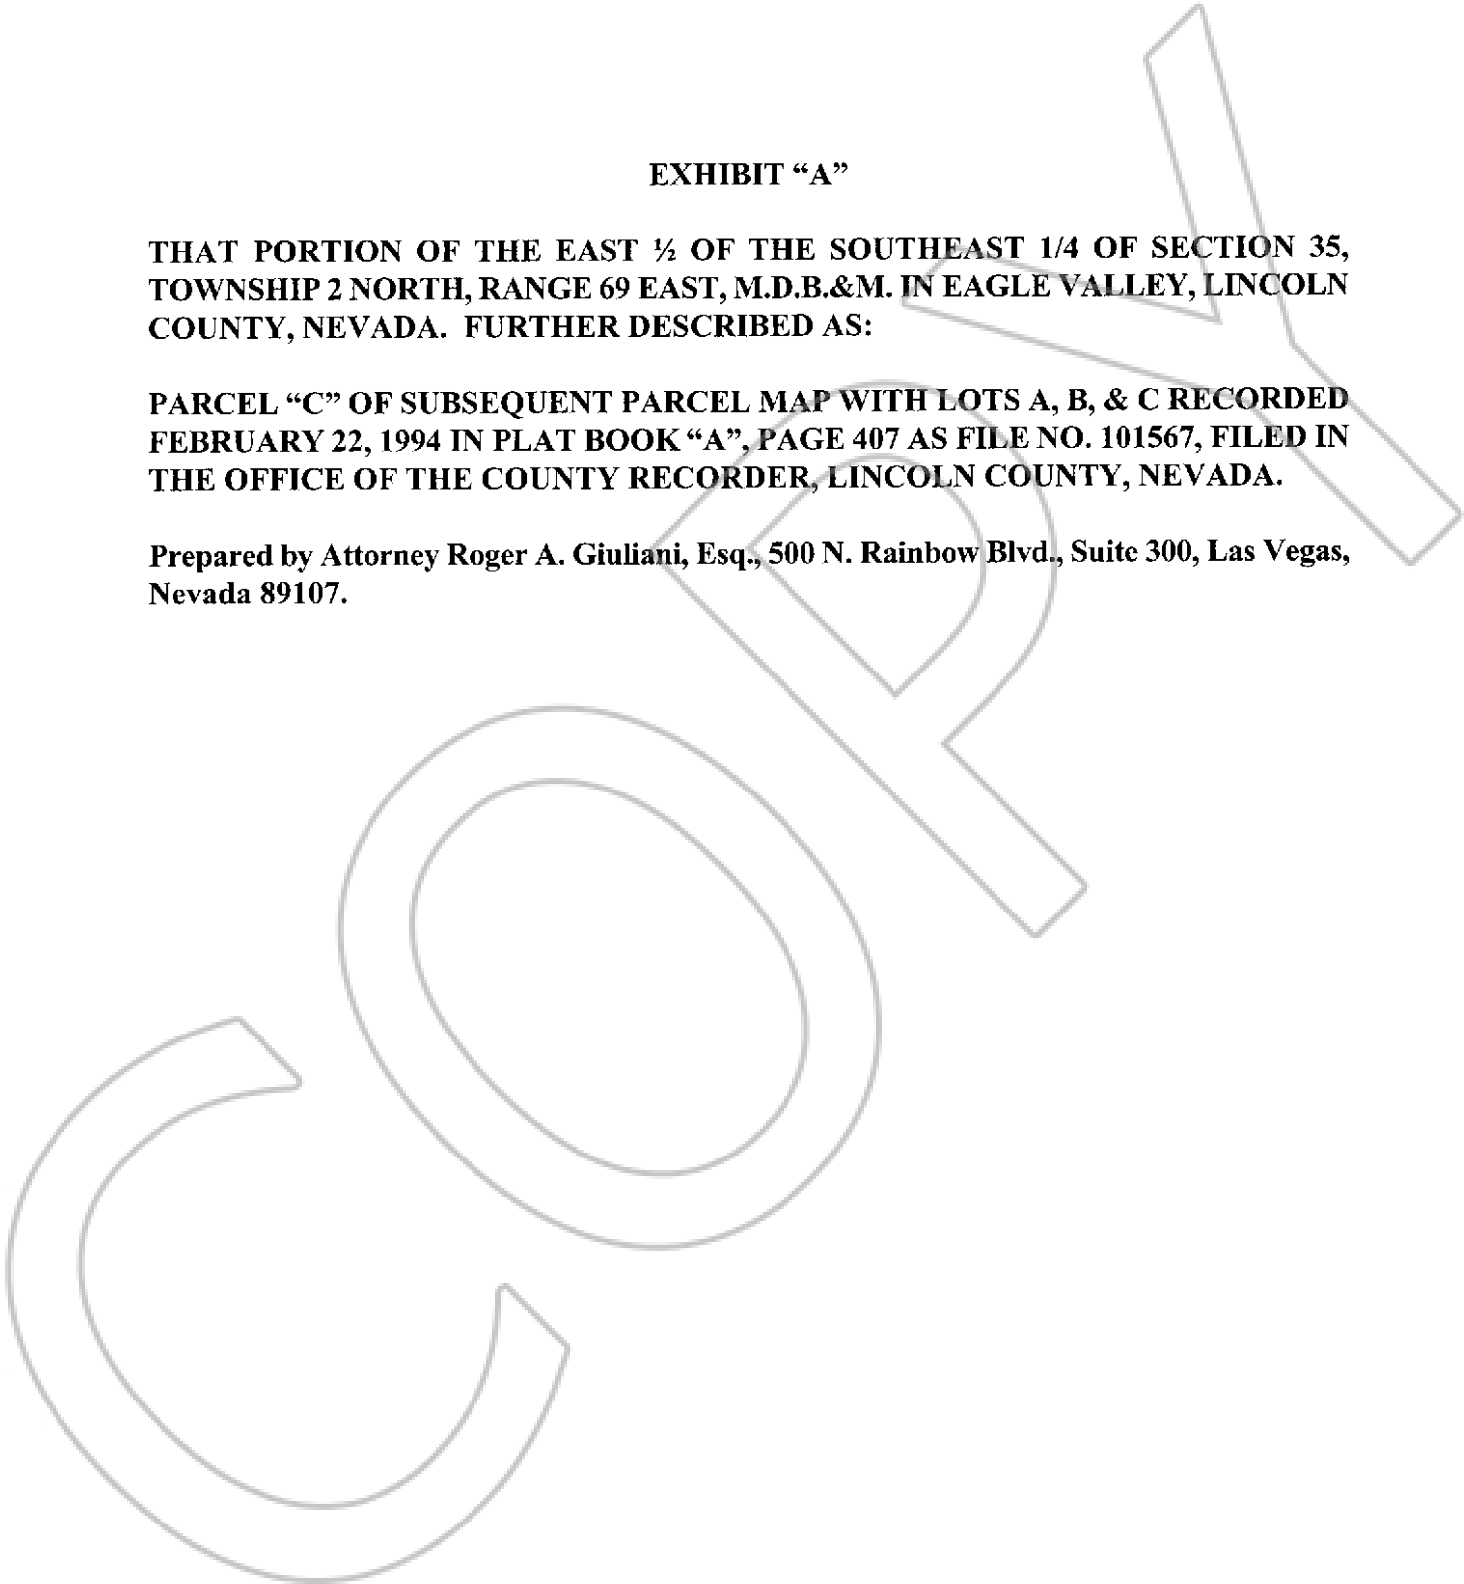 EXHIBIT “A”
THAT PORTION OF THE EAST ½ OF THE SOUTHEAST 1/4 OF SECTION 35,
TOWNSHIP 2 NORTH, RANGE 69 EAST, M.D.B.&M. IN EAGLE VALLEY, LINCOLN
COUNTY, NEVADA. FURTHER DESCRIBED AS:
PARCEL “C” OF SUBSEQUENT PARCEL MAP WITH LOTS A, B, & C RECORDED
FEBRUARY 22, 1994 IN PLAT BOOK “A”, PAGE 407 AS FILE NO. 101567, FILED IN
THE OFFICE OF THE COUNTY RECORDER, LINCOLN COUNTY, NEVADA.
Prepared by Attorney Roger A. Giuliani, Esq., 500 N. Rainbow Blvd., Suite 300, Las Vegas,
Nevada 89107.
COPY